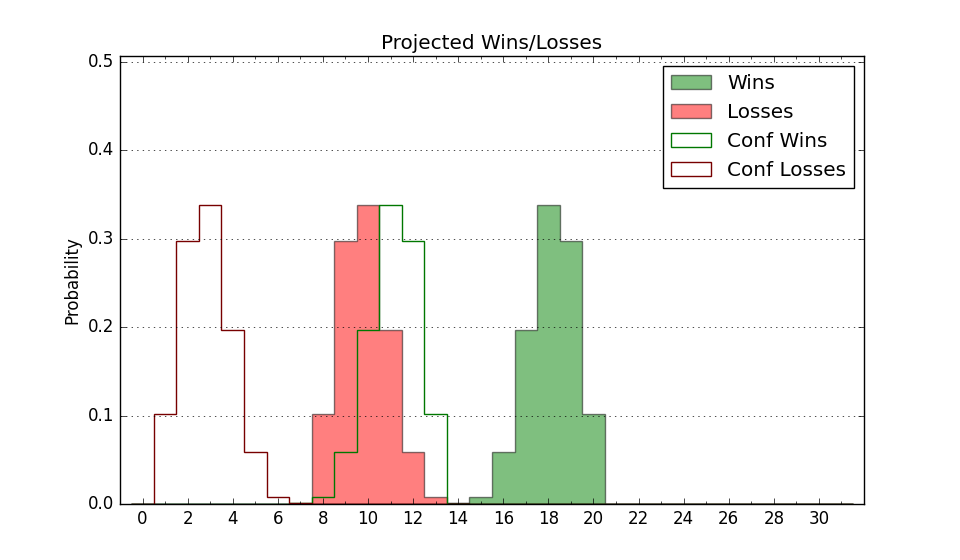 Projected Wins/Losses
0.5
0.4
0.3
0.2
0.1
0.0
Probability
Wins
Losses
Conf Wins
Conf Losses
0 2 4 6 8 10 12 14 16 18 20 22 24 26 28 30